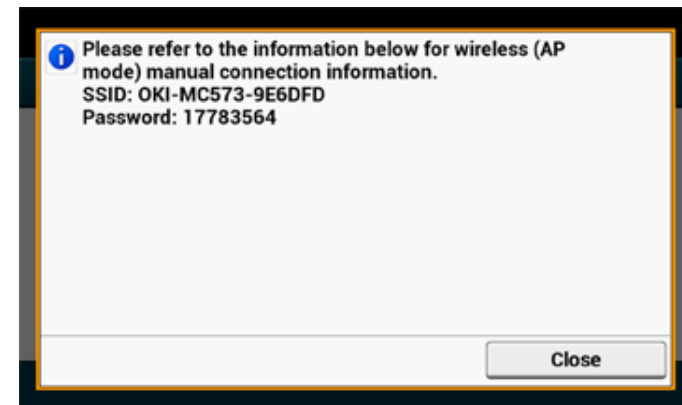 Please refer to the information below for wireless (AP
mode) manual connection information.
SSID: OKI-MC573-9E6DFD
Password: 17783564
Close